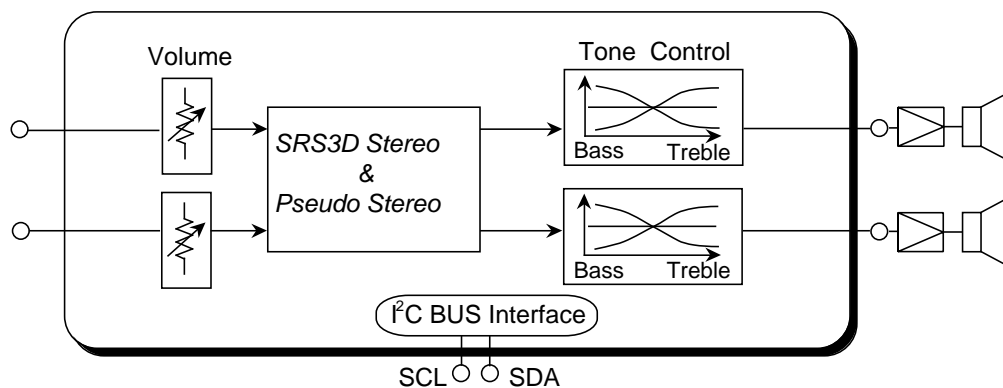 Volume
Tone Control
SRS3D Stereo
&
Pseudo Stereo
Bass Treble
Bass Treble
I²C BUS Interface
SCL SDA